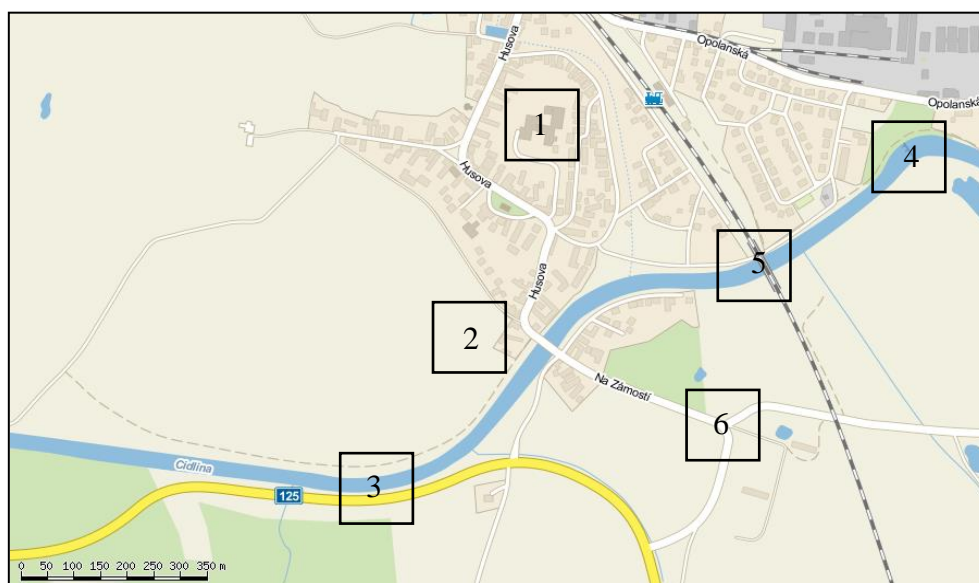 Husova
Opolanská
Opolanská
1
4
Husova
5
Husova
2
Na Zámostí
6
Cidlina
3
125
0 50 100 150 200 250 300 350 m